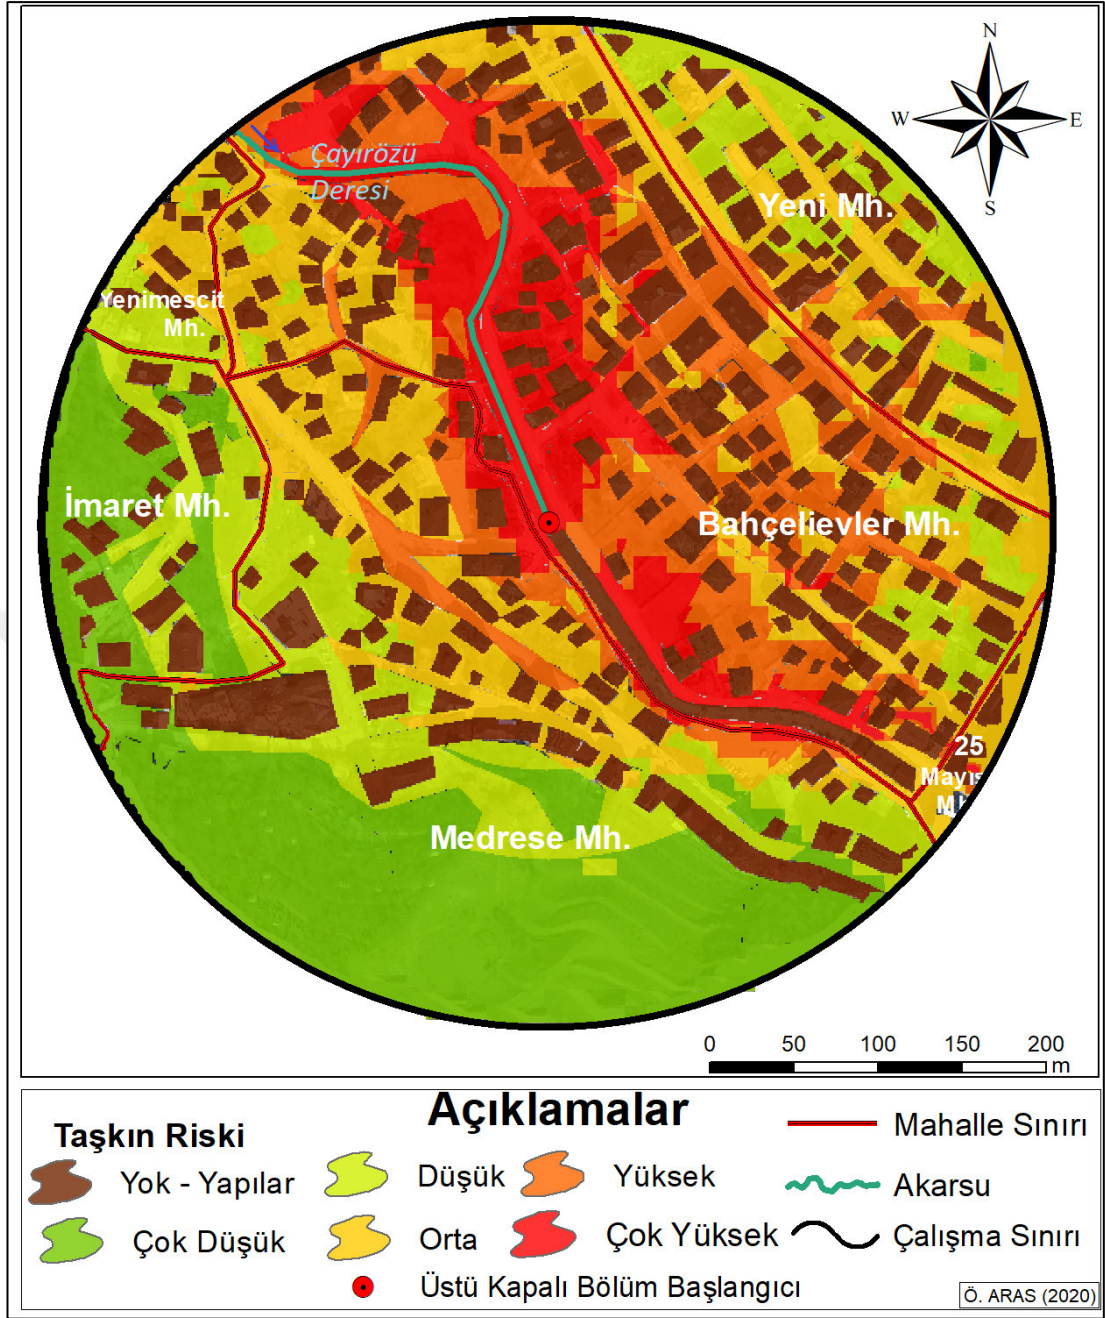 N
W
E
S
Çayırözü
Deresi
Yeni Mh.
Yenimescit
Mh.
İmaret Mh.
Bahçelievler Mh.
25
Mayıs
Mh.
Medrese Mh.
0 50 100 150 200
m
Açıklamalar
Taşkın Riski
Yok - Yapılar
Düşük
Yüksek
Çok Düşük
Orta
Çok Yüksek
Üstü Kapalı Bölüm Başlangıcı
Mahalle Sınırı
Akarsu
Çalışma Sınırı
Ö. ARAS (2020)